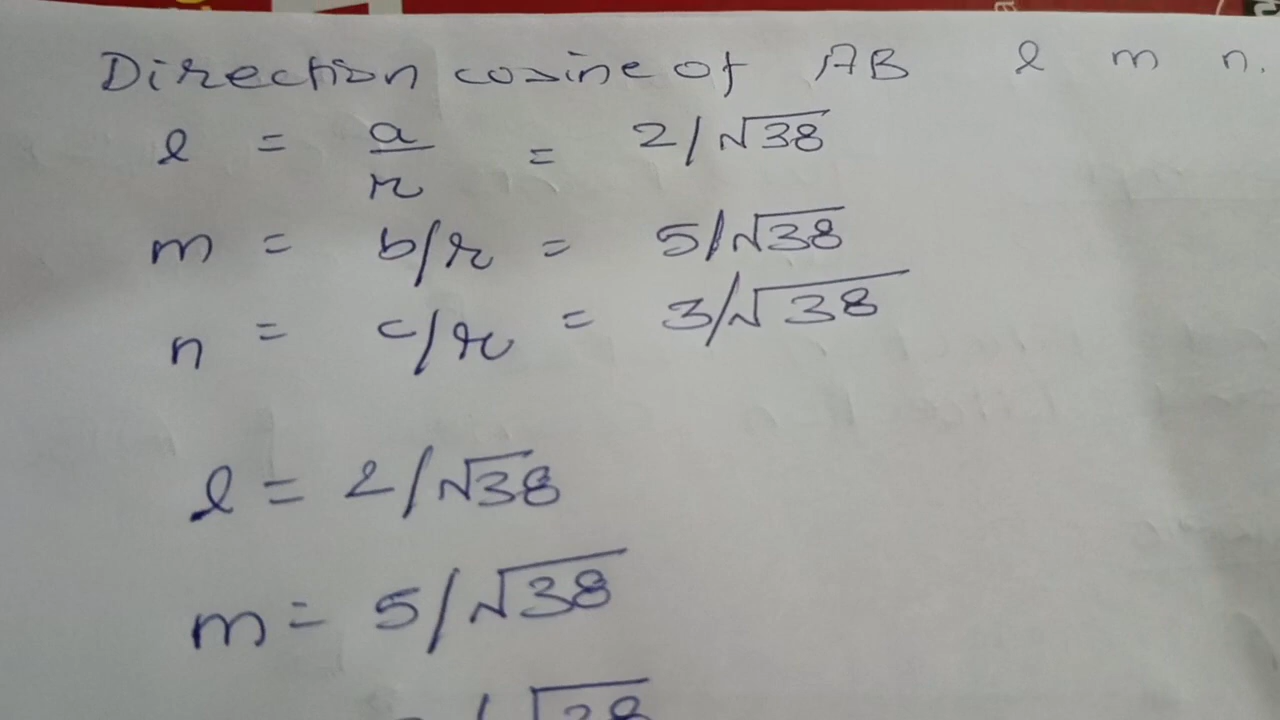 Direction cosine of AB l m n.
l = a/r = 2/√38
m = b/r = 5/√38
n = c/r = 3/√38
l = 2/√38
m = 5/√38